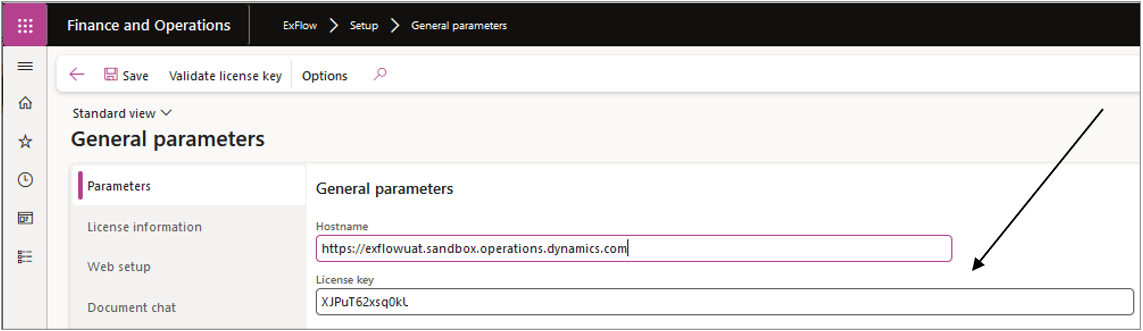 Finance and Operations
ExFlow > Setup > General parameters
Save Validate license key Options
Standard view
General parameters
Parameters
License information
Web setup
Document chat
General parameters
Hostname
https://exflowuat.sandbox.operations.dynamics.com
License key
XJPuT62xsq0kU